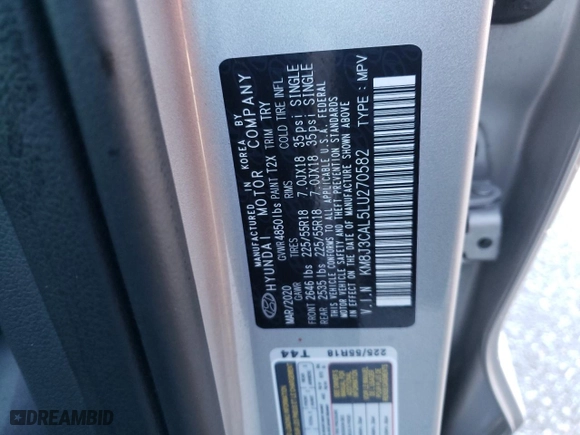 MANUFACTURED IN KOREA BY
HYUNDAI MOTOR COMPANY
MAR/2020 GVWR 4850 lbs PAINT T2X TRIM TRY
GAWR TIRES RIMS COLD TIRE INFL.
FRONT 2646 lbs 225/55R18 7.0JX18 35psi SINGLE
REAR 2535 lbs 225/55R18 7.0JX18 35psi SINGLE
THIS VEHICLE CONFORMS TO ALL APPLICABLE U.S.A. FEDERAL
MOTOR VEHICLE SAFETY AND THEFT PREVENTION STANDARDS
IN EFFECT ON THE DATE OF MANUFACTURE SHOWN ABOVE
V.I.N KM8J3CAL5LU270582 TYPE : MPV
T44
225/55R18
DREAMBID